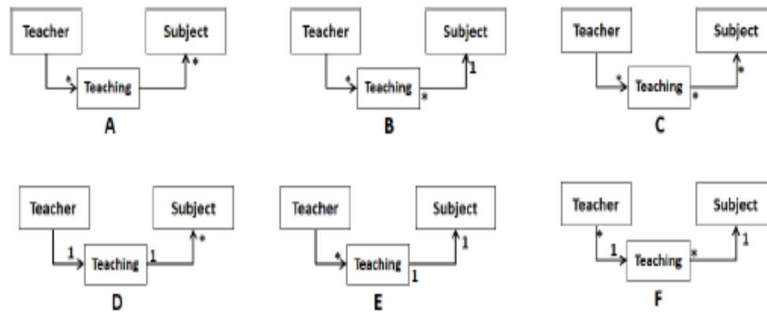 Teacher Subject Teacher Subject Teacher Subject
* * * 1 * *
Teaching Teaching * Teaching *
A B C
Teacher Subject Teacher Subject Teacher Subject
* * 1 * 1
1 Teaching 1 * Teaching 1 1 Teaching *
D E F